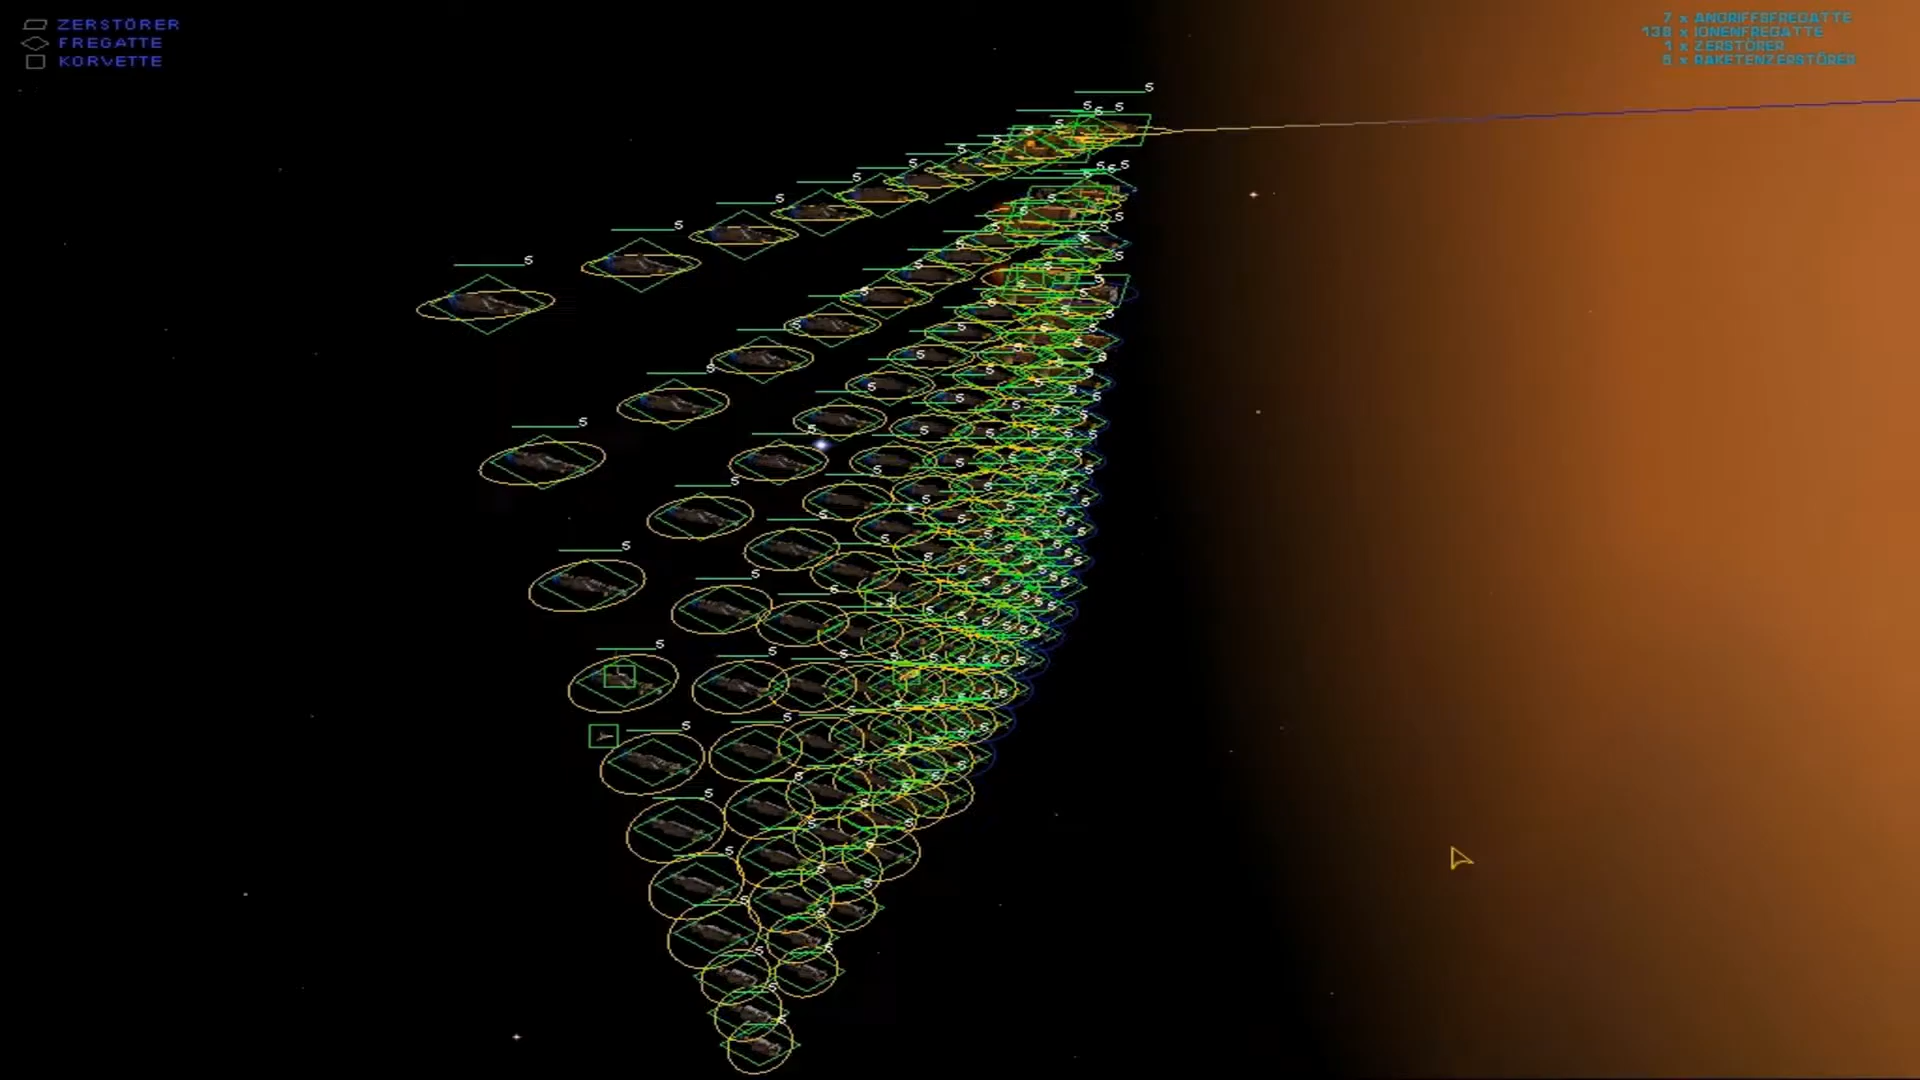 ZERSTÖRER
FREGATTE
KORVETTE
7 x ANGRIFFSFREGATTE
138 x IONENFREGATTE
1 x ZERSTÖRER
5 x RAKETENZERSTÖRER